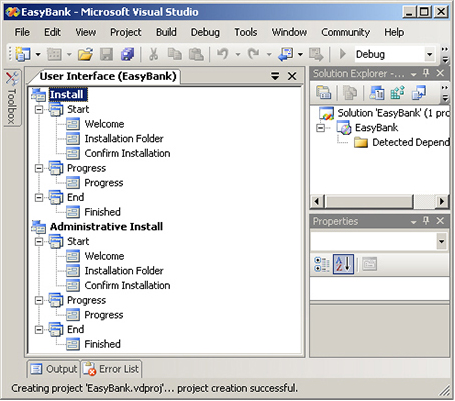 EasyBank - Microsoft Visual Studio
File Edit View Project Build Debug Tools Window Community Help
Debug
Toolbox
User Interface (EasyBank)
Install
Start
Welcome
Installation Folder
Confirm Installation
Progress
Progress
End
Finished
Administrative Install
Start
Welcome
Installation Folder
Confirm Installation
Progress
Progress
End
Finished
Solution Explorer - ...
Solution 'EasyBank' (1 pro
EasyBank
Detected Depend
Properties
Output Error List
Creating project 'EasyBank.vdproj'... project creation successful.